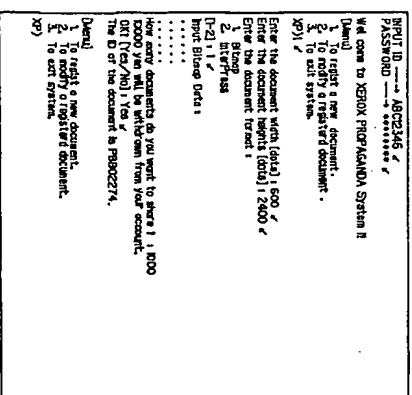 INPUT ID ----→ ABC12345 ↙
PASSWORD ----→ ******** ↙
Wel come to XEROX PROPAGANDA System !!
[Menu]
1. To regist a new document.
2. To modify a registerd document.
3. To exit system.
XP)1 ↙
Enter the document width [dots] : 600 ↙
Enter the document heights [dots] : 2400 ↙
Enter the document format :
1. Bitmap
2. InterPress
[1-2] : 1 ↙
Input Bitmap Data :
. . . . . .
. . . . . .
How many documents do you want to share ? : 1000
10000 yen will be withdrawn from your account.
OK? [Yes/No] : Yes ↙
The ID of the document is PB802274.
[Menu]
1. To regist a new document.
2. To modify a registerd document.
3. To exit system.
XP)